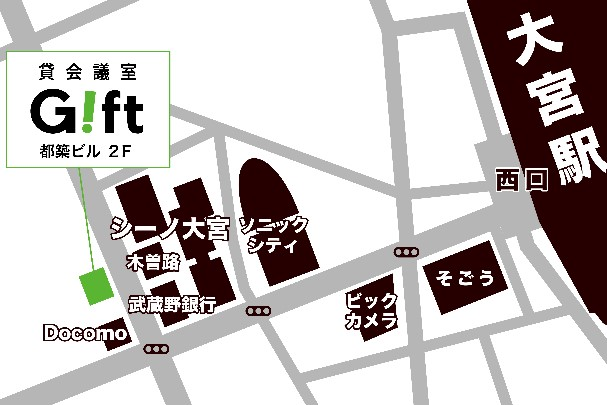 貸会議室
G!ft
都築ビル 2F
大宮駅
西口
シーノ大宮
ソニック
シティ
木曽路
武蔵野銀行
Docomo
ビック
カメラ
そごう